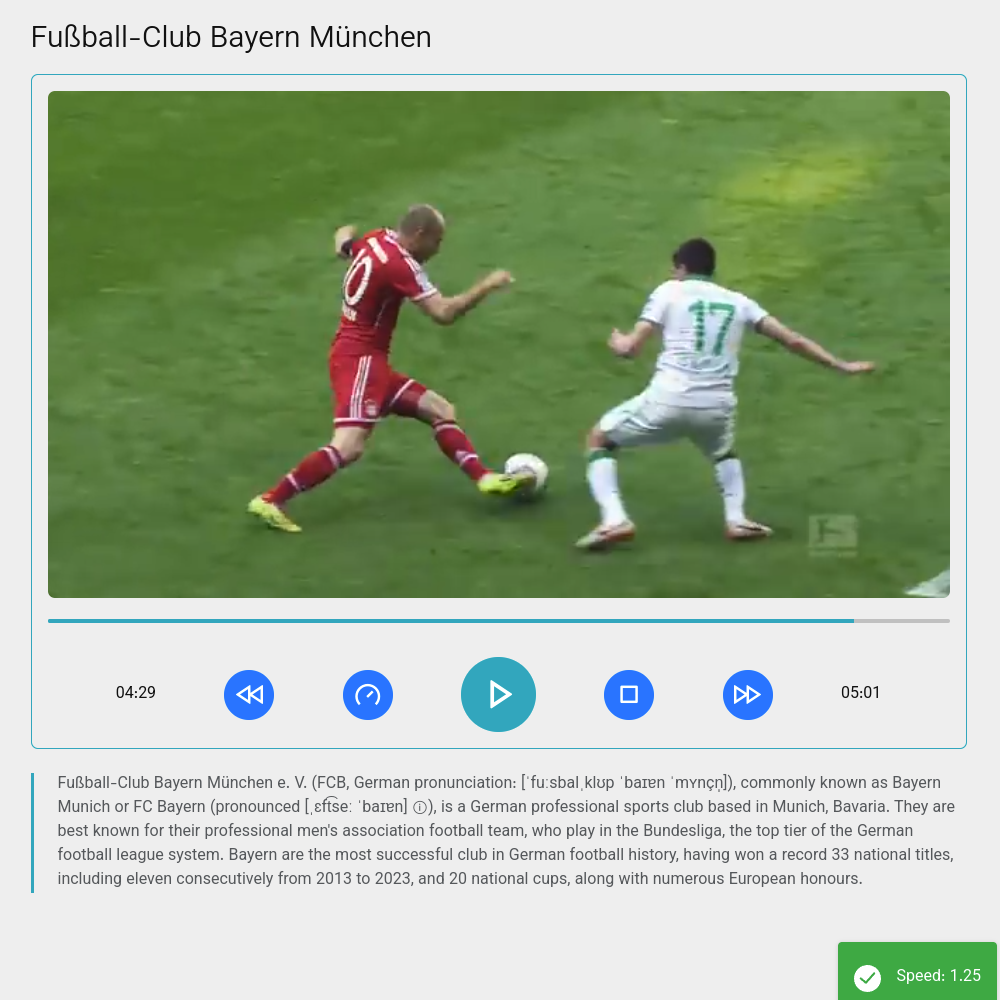 Fußball-Club Bayern München
10
17
04:29
05:01
Fußball-Club Bayern München e. V. (FCB, German pronunciation: [ˈfuːsbalˌklʊp ˈbaɪɐn ˈmʏnçn̩]), commonly known as Bayern
Munich or FC Bayern (pronounced [ˌɛft͡seː ˈbaɪɐn] ⓘ), is a German professional sports club based in Munich, Bavaria. They are
best known for their professional men's association football team, who play in the Bundesliga, the top tier of the German
football league system. Bayern are the most successful club in German football history, having won a record 33 national titles,
including eleven consecutively from 2013 to 2023, and 20 national cups, along with numerous European honours.
Speed: 1.25